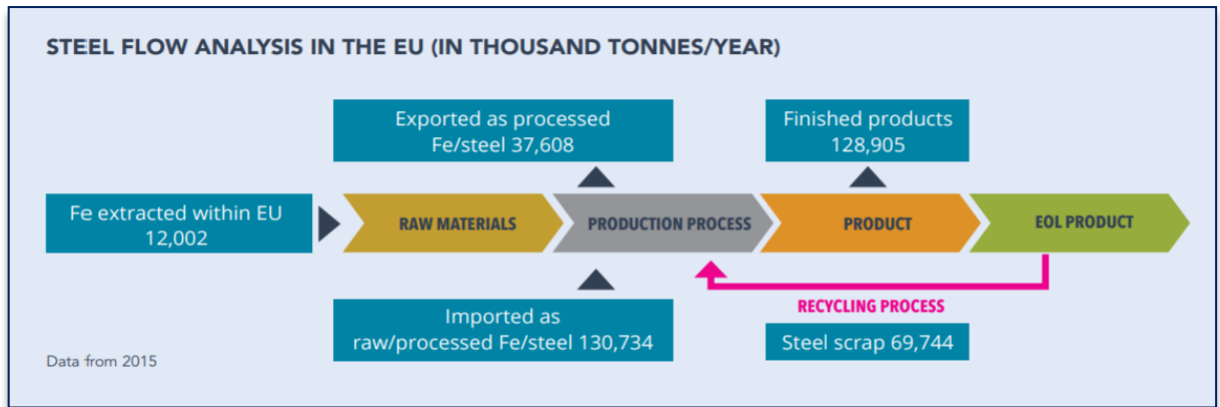 STEEL FLOW ANALYSIS IN THE EU (IN THOUSAND TONNES/YEAR)
Exported as processed
Fe/steel 37,608
Finished products
128,905
Fe extracted within EU
12,002
RAW MATERIALS
PRODUCTION PROCESS
PRODUCT
EOL PRODUCT
Imported as
raw/processed Fe/steel 130,734
RECYCLING PROCESS
Steel scrap 69,744
Data from 2015